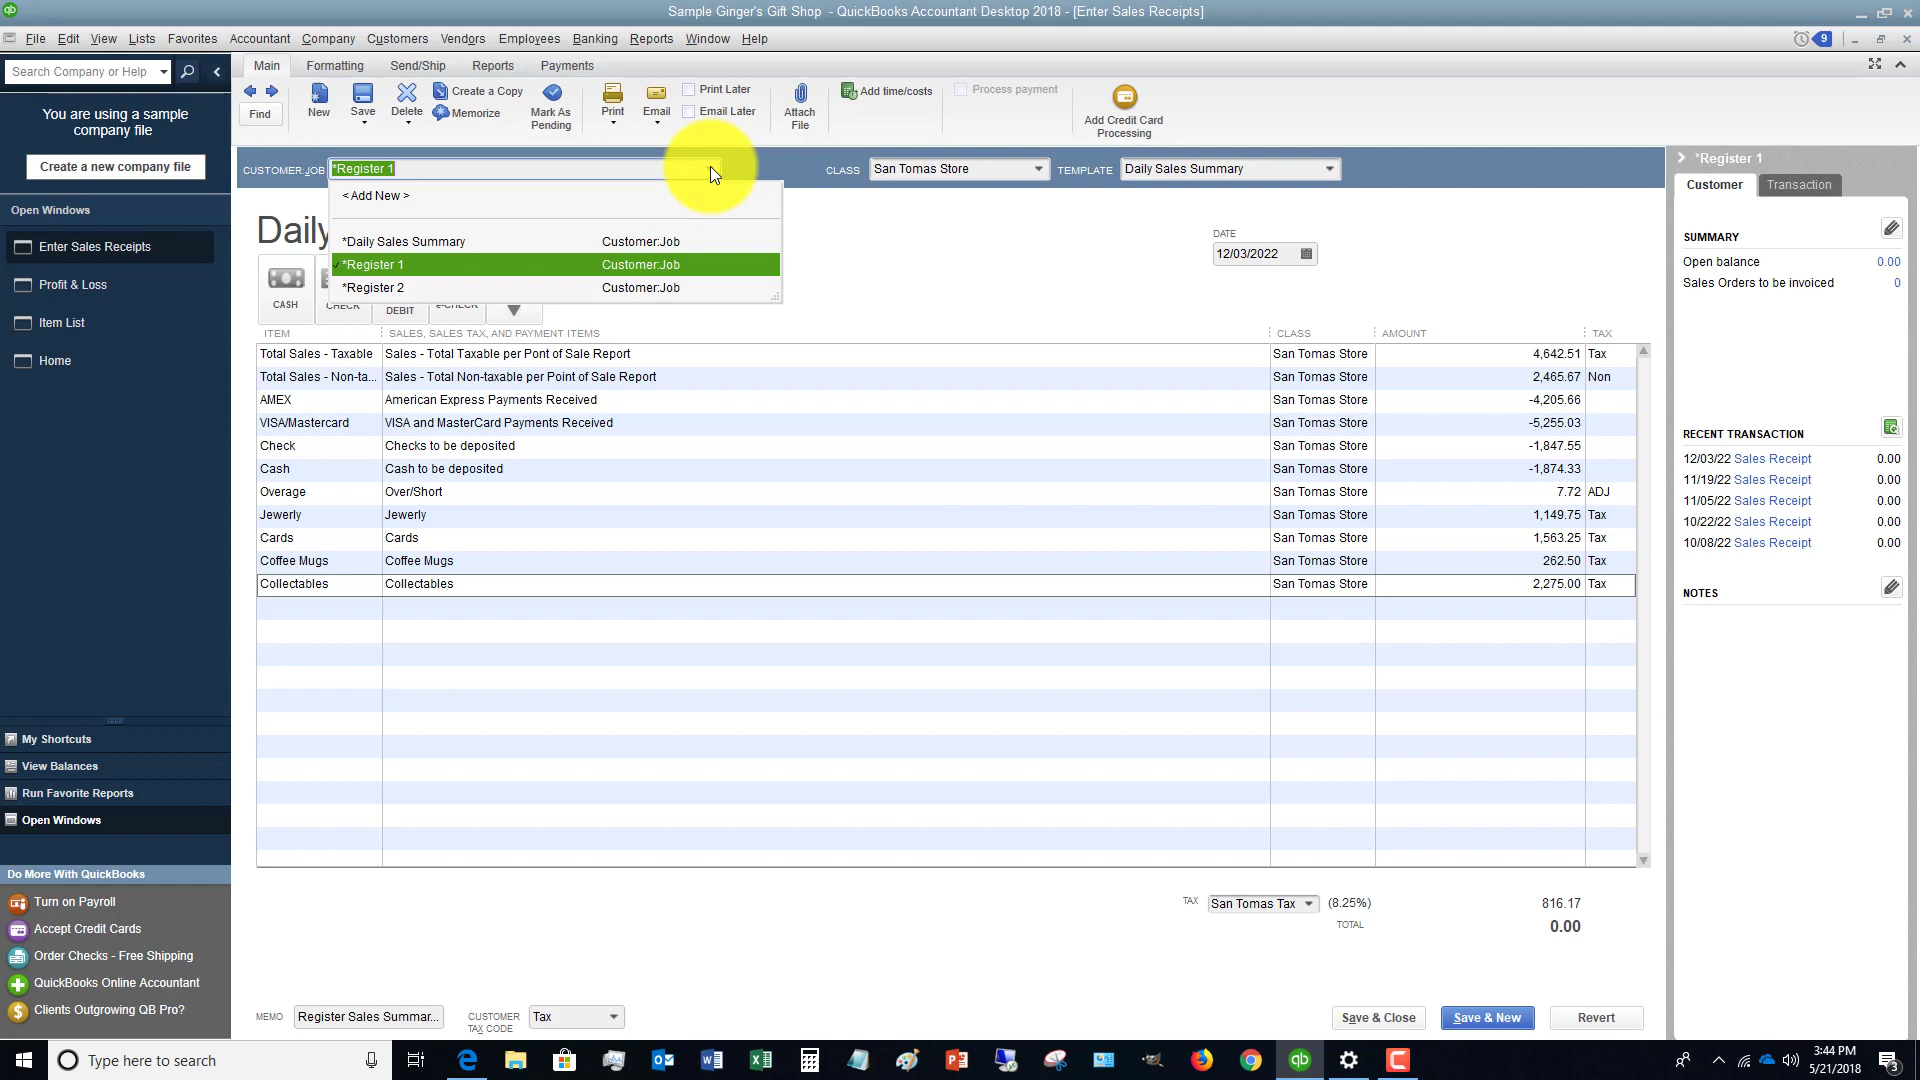 Sample Ginger's Gift Shop - QuickBooks Accountant Desktop 2018 - [Enter Sales Receipts]
File Edit View Lists Favorites Accountant Company Customers Vendors Employees Banking Reports Window Help
9
Search Company or Help
Main Formatting Send/Ship Reports Payments
Find
New
Save
Delete
Create a Copy
Memorize
Mark As
Pending
Print
Email
Print Later
Email Later
Attach
File
Add time/costs
Process payment
Add Credit Card
Processing
You are using a sample
company file
Create a new company file
Open Windows
Enter Sales Receipts
Profit & Loss
Item List
Home
My Shortcuts
View Balances
Run Favorite Reports
Open Windows
Do More With QuickBooks
Turn on Payroll
Accept Credit Cards
Order Checks - Free Shipping
QuickBooks Online Accountant
Clients Outgrowing QB Pro?
CUSTOMER:JOB *Register 1
CLASS San Tomas Store
TEMPLATE Daily Sales Summary
< Add New >
*Daily Sales Summary Customer:Job
*Register 1 Customer:Job
*Register 2 Customer:Job
Daily
DATE
12/03/2022
CASH
CHECK
DEBIT
e-CHECK
ITEM SALES, SALES TAX, AND PAYMENT ITEMS CLASS AMOUNT TAX
Total Sales - Taxable Sales - Total Taxable per Pont of Sale Report San Tomas Store 4,642.51 Tax
Total Sales - Non-ta... Sales - Total Non-taxable per Point of Sale Report San Tomas Store 2,465.67 Non
AMEX American Express Payments Received San Tomas Store -4,205.66
VISA/Mastercard VISA and MasterCard Payments Received San Tomas Store -5,255.03
Check Checks to be deposited San Tomas Store -1,847.55
Cash Cash to be deposited San Tomas Store -1,874.33
Overage Over/Short San Tomas Store 7.72 ADJ
Jewerly Jewerly San Tomas Store 1,149.75 Tax
Cards Cards San Tomas Store 1,563.25 Tax
Coffee Mugs Coffee Mugs San Tomas Store 262.50 Tax
Collectables Collectables San Tomas Store 2,275.00 Tax
TAX San Tomas Tax (8.25%) 816.17
TOTAL 0.00
MEMO Register Sales Summar...
CUSTOMER
TAX CODE
Tax
Save & Close
Save & New
Revert
*Register 1
Customer Transaction
SUMMARY
Open balance 0.00
Sales Orders to be invoiced 0
RECENT TRANSACTION
12/03/22 Sales Receipt 0.00
11/19/22 Sales Receipt 0.00
11/05/22 Sales Receipt 0.00
10/22/22 Sales Receipt 0.00
10/08/22 Sales Receipt 0.00
NOTES
Type here to search
3:44 PM
5/21/2018
3